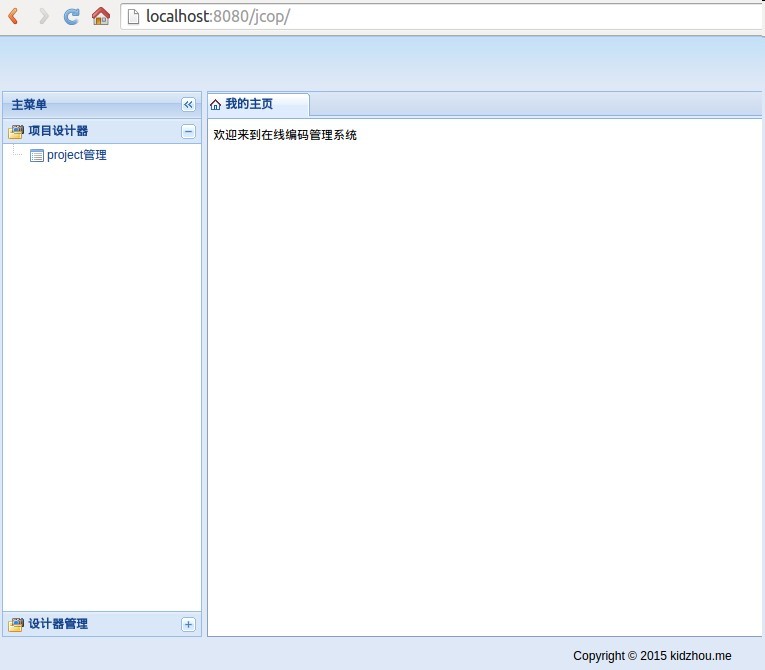 localhost:8080/jcop/
主菜单
我的主页
项目设计器
欢迎来到在线编码管理系统
project管理
设计器管理
Copyright © 2015 kidzhou.me